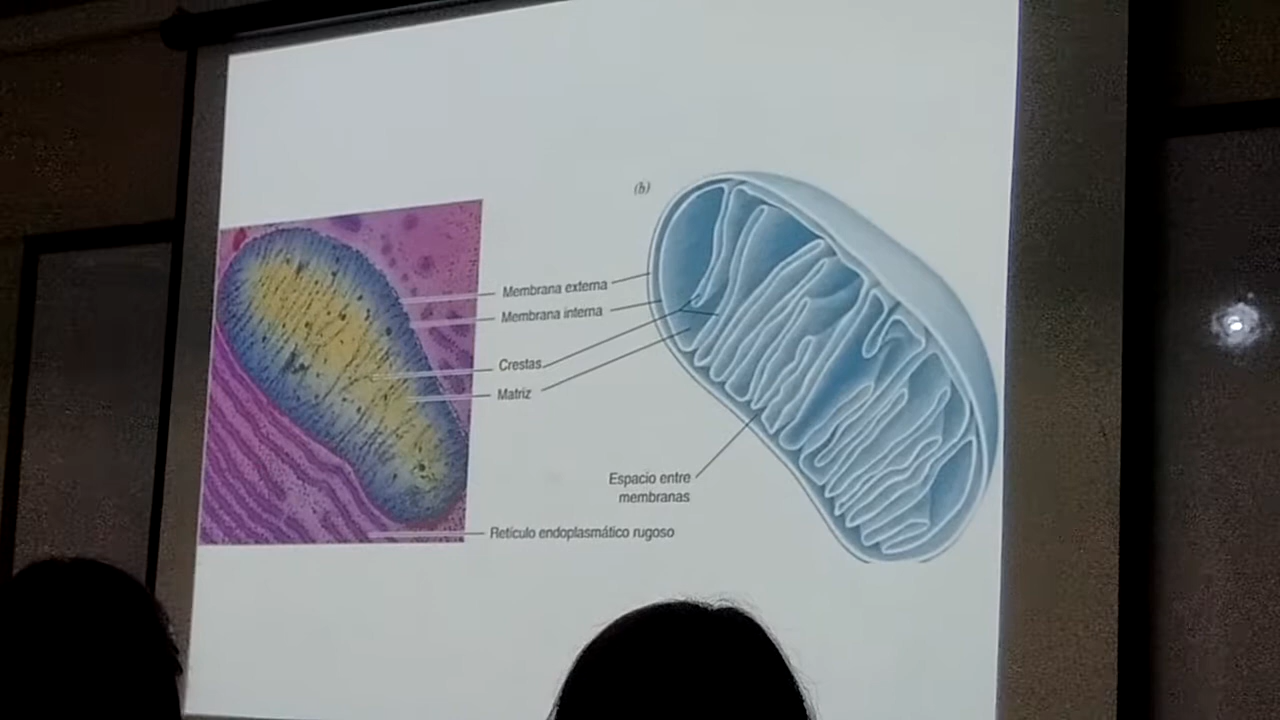 (b)
Membrana externa
Membrana interna
Crestas
Matriz
Espacio entre
membranas
Retículo endoplasmático rugoso